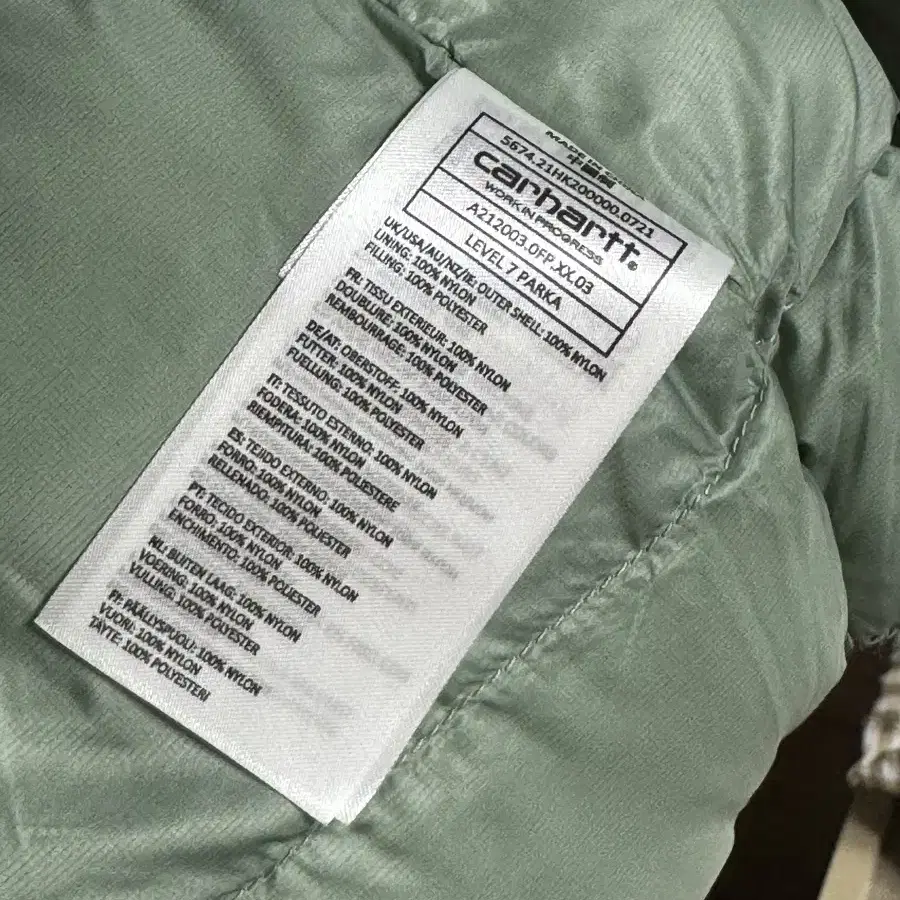 MADE IN
5674.21HK200000.0721
carhartt®
WORK IN PROGRESS
A212003.0FP.XX.03
LEVEL 7 PARKA
UK/USA/AU/NZ/IE: OUTER SHELL: 100% NYLON
LINING: 100% NYLON
FILLING: 100% POLYESTER
FR: TISSU EXTERIEUR: 100% NYLON
DOUBLURE: 100% NYLON
REMBOURRAGE: 100% POLYESTER
DE/AT: OBERSTOFF: 100% NYLON
FUTTER: 100% NYLON
FUELLUNG: 100% POLYESTER
IT: TESSUTO ESTERNO: 100% NYLON
FODERA: 100% NYLON
RIEMPITURA: 100% POLIESTERE
ES: TEJIDO EXTERNO: 100% NYLON
FORRO: 100% NYLON
RELLENADO: 100% POLIESTER
PT: TECIDO EXTERIOR: 100% NYLON
FORRO: 100% NYLON
ENCHIMENTO: 100% POLIESTER
NL: BUITEN LAAG: 100% NYLON
VOERING: 100% NYLON
VULLING: 100% POLYESTER
FI: PÄÄLLYSPUOLI: 100% NYLON
VUORI: 100% NYLON
TÄYTE: 100% POLYESTERI